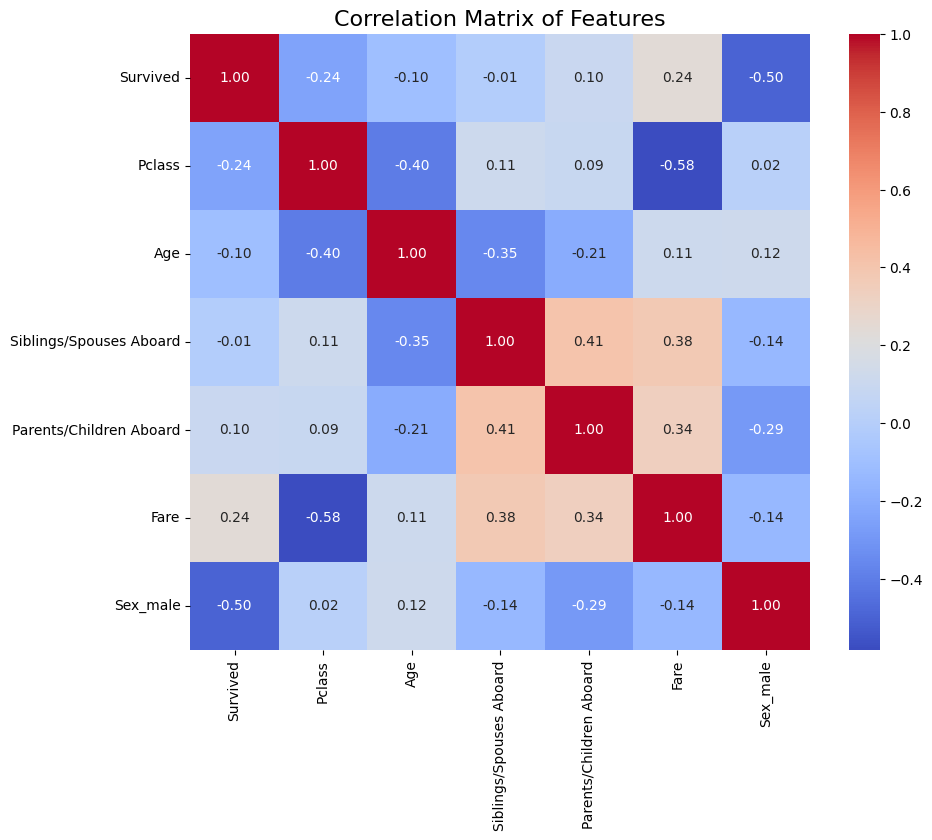 Correlation Matrix of Features
Survived 1.00 -0.24 -0.10 -0.01 0.10 0.24 -0.50
Pclass -0.24 1.00 -0.40 0.11 0.09 -0.58 0.02
Age -0.10 -0.40 1.00 -0.35 -0.21 0.11 0.12
Siblings/Spouses Aboard -0.01 0.11 -0.35 1.00 0.41 0.38 -0.14
Parents/Children Aboard 0.10 0.09 -0.21 0.41 1.00 0.34 -0.29
Fare 0.24 -0.58 0.11 0.38 0.34 1.00 -0.14
Sex_male -0.50 0.02 0.12 -0.14 -0.29 -0.14 1.00
Survived
Pclass
Age
Siblings/Spouses Aboard
Parents/Children Aboard
Fare
Sex_male
1.0
0.8
0.6
0.4
0.2
0.0
−0.2
−0.4